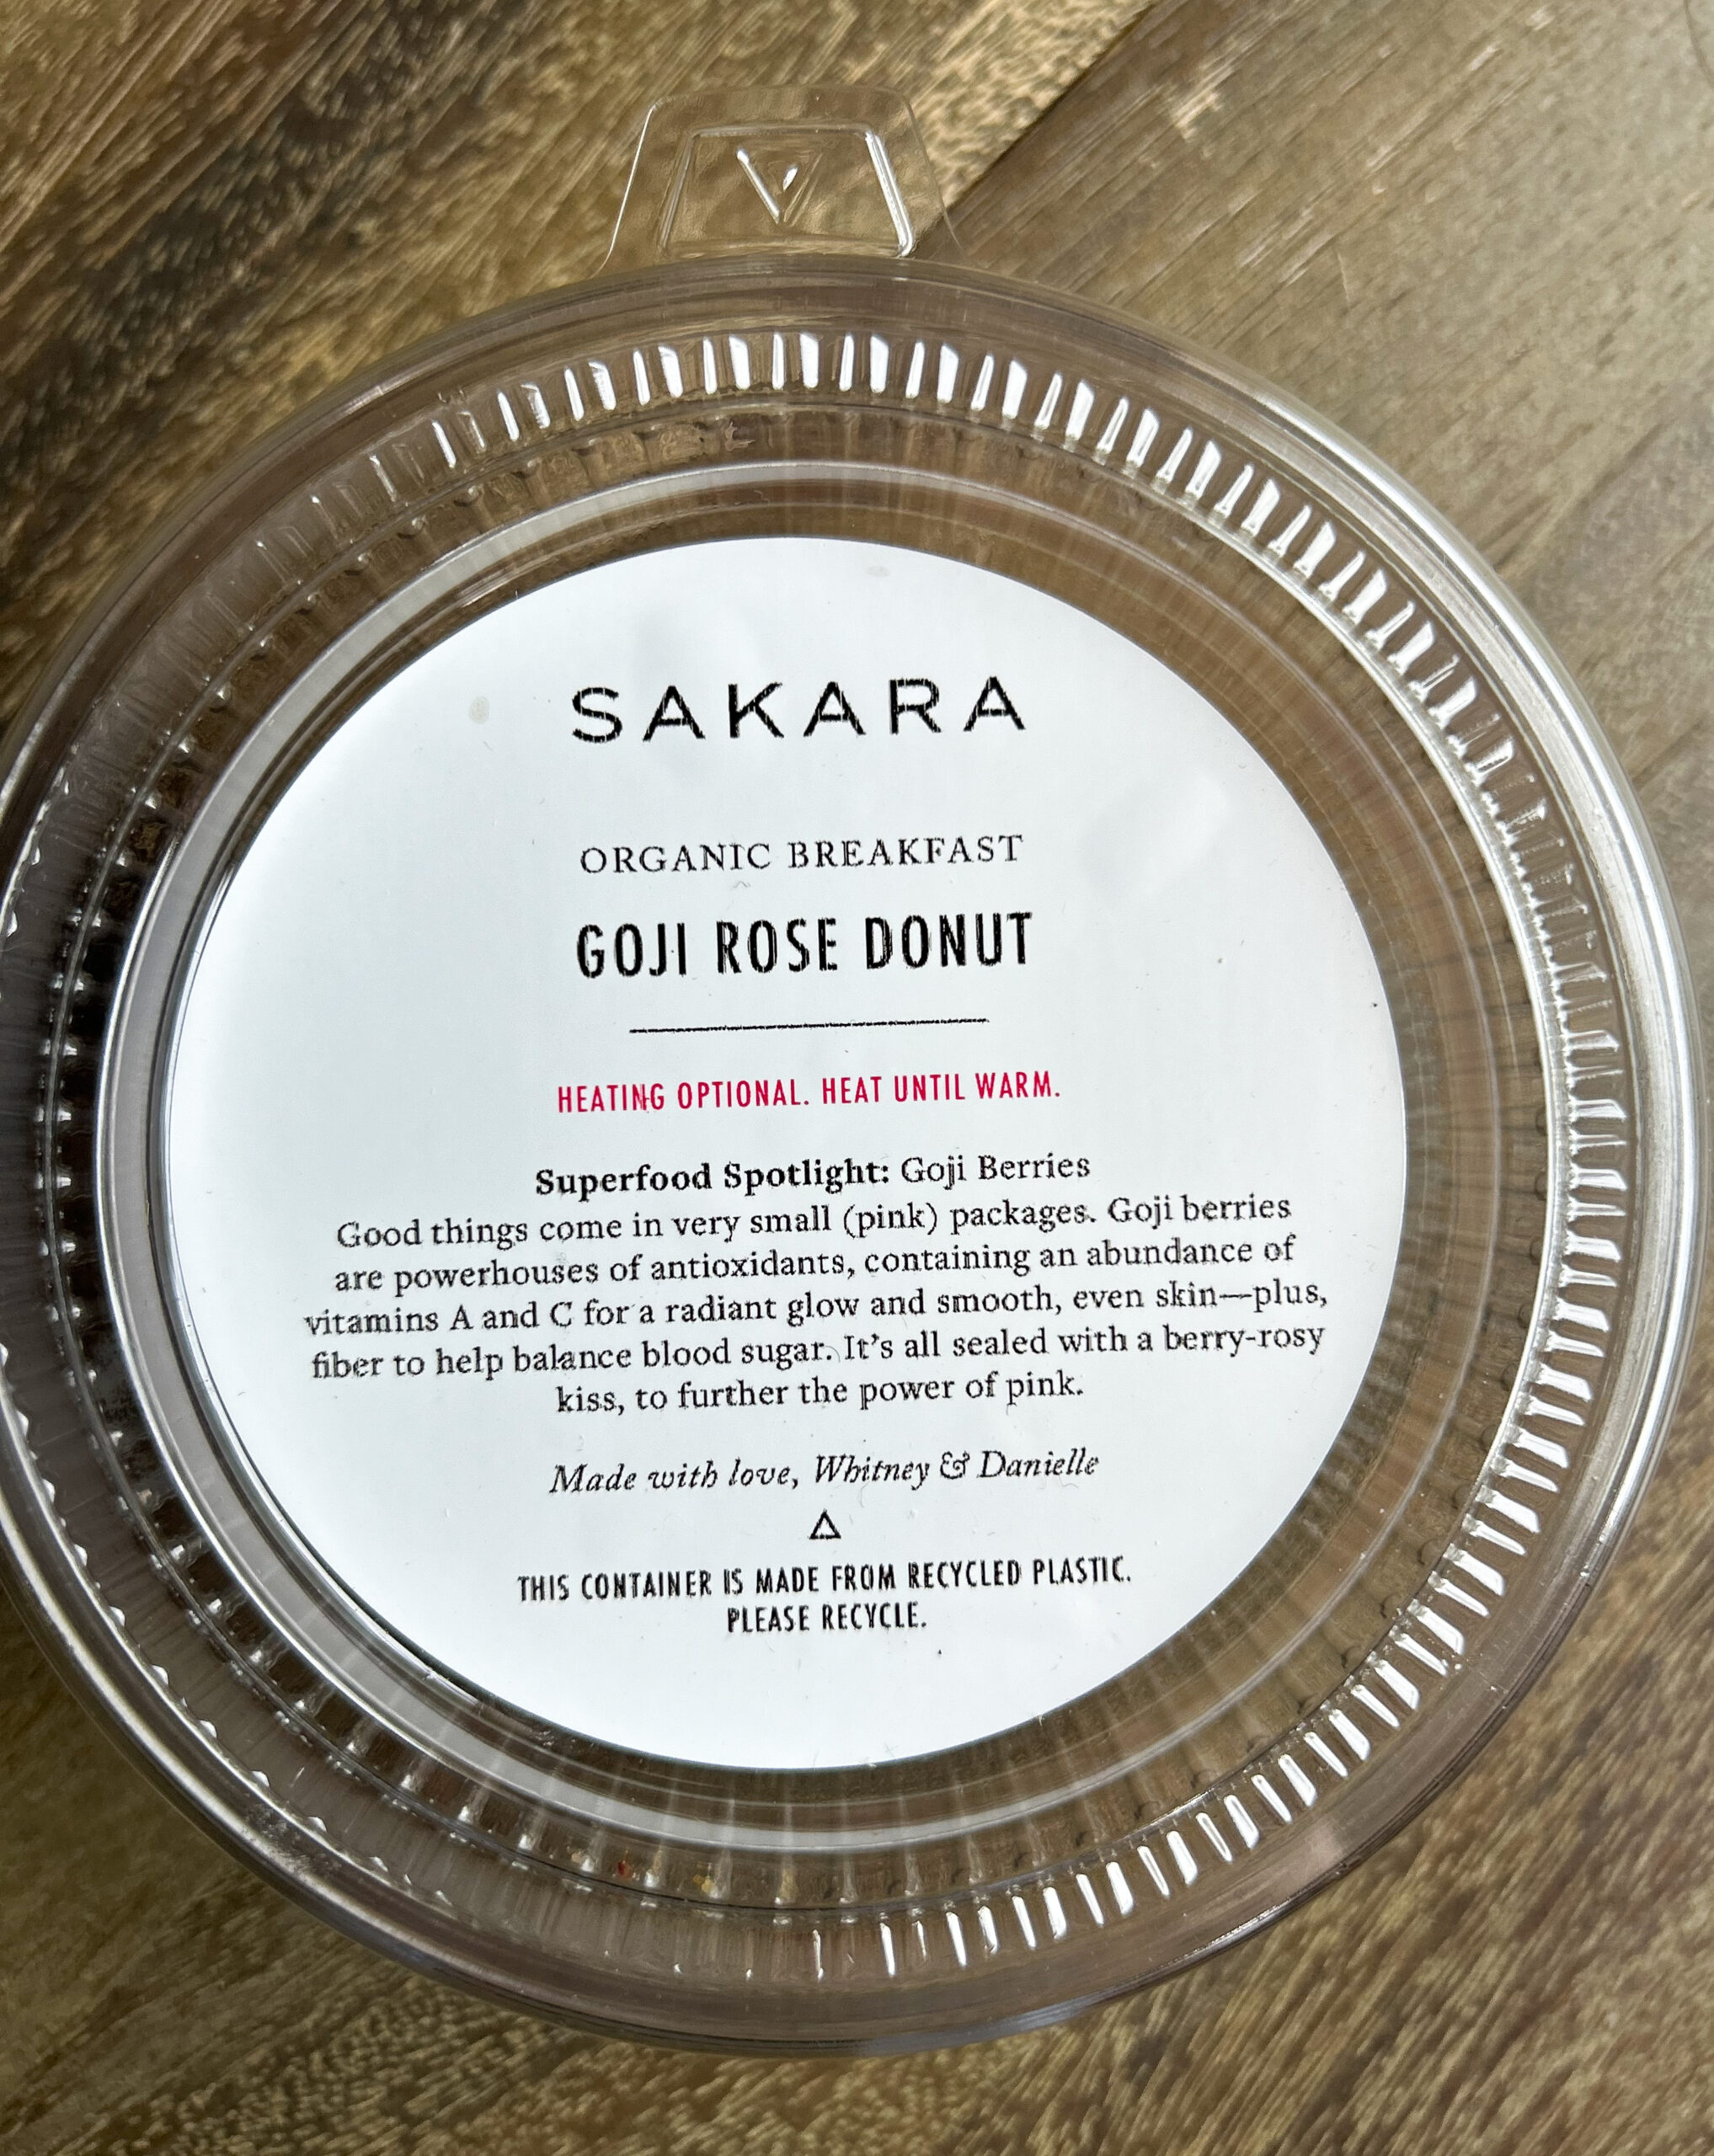 SAKARA
ORGANIC BREAKFAST
GOJI ROSE DONUT
HEATING OPTIONAL. HEAT UNTIL WARM.
Superfood Spotlight: Goji Berries
Good things come in very small (pink) packages. Goji berries
are powerhouses of antioxidants, containing an abundance of
vitamins A and C for a radiant glow and smooth, even skin—plus,
fiber to help balance blood sugar. It's all sealed with a berry-rosy
kiss, to further the power of pink.
Made with love, Whitney & Danielle
THIS CONTAINER IS MADE FROM RECYCLED PLASTIC.
PLEASE RECYCLE.